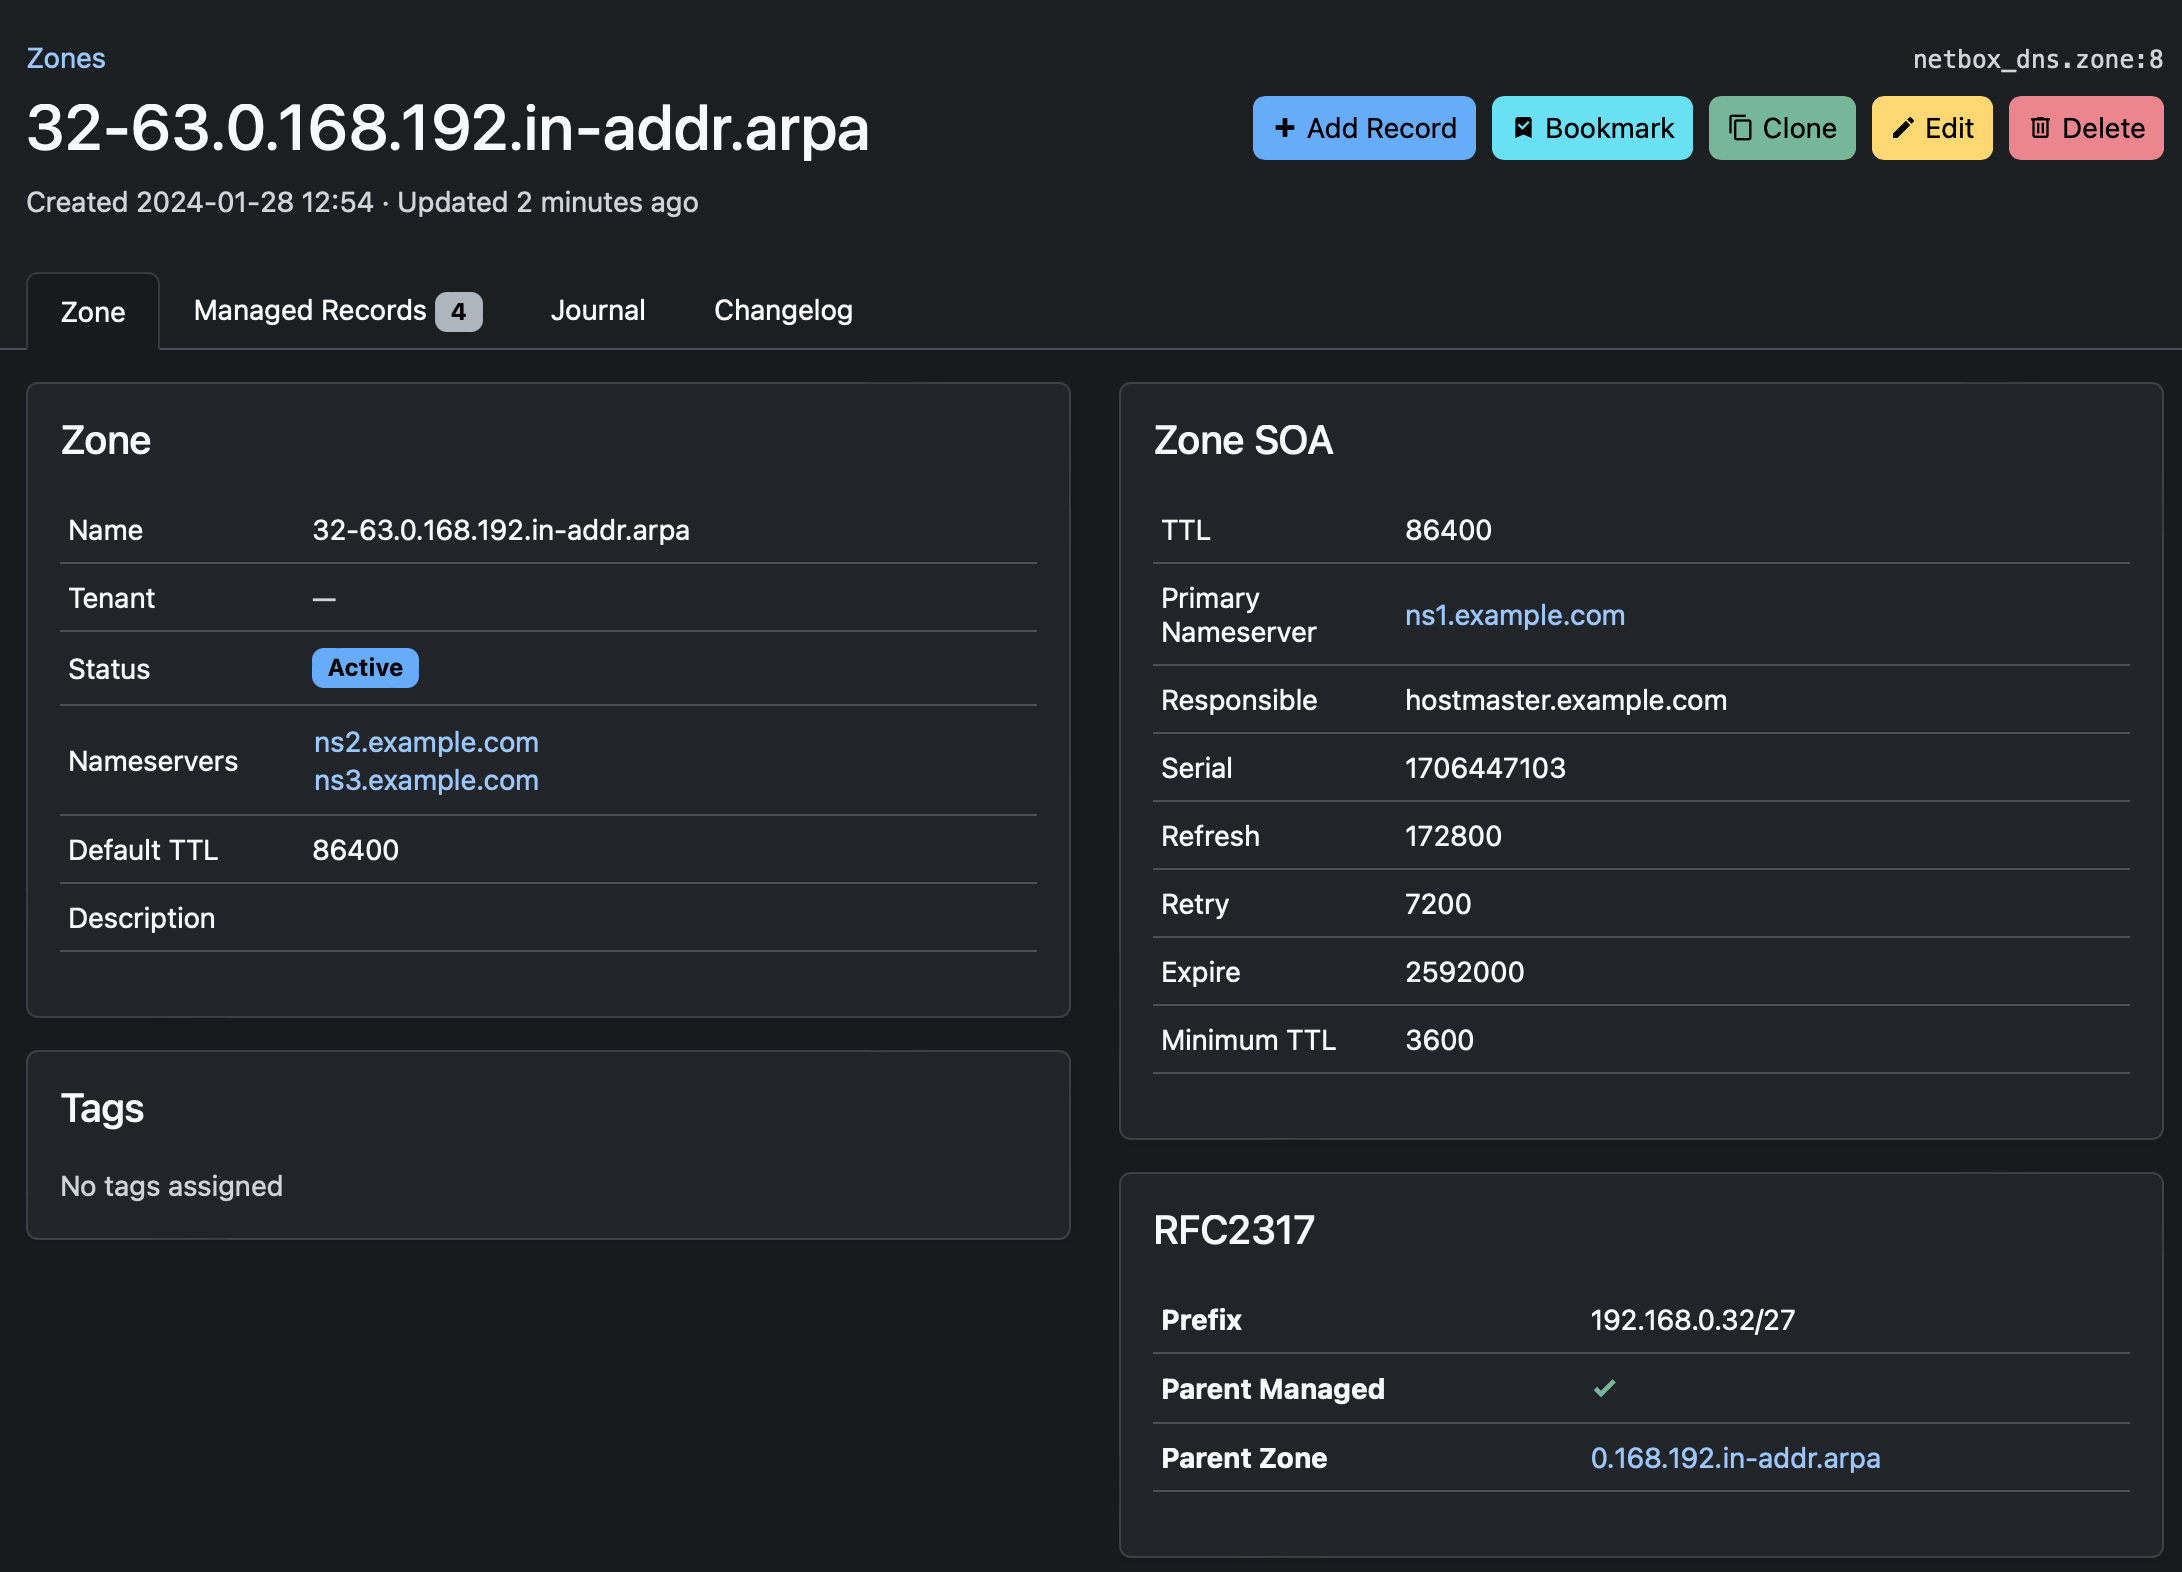 Zones
netbox_dns.zone:8
32-63.0.168.192.in-addr.arpa
Add Record
Bookmark
Clone
Edit
Delete
Created 2024-01-28 12:54 · Updated 2 minutes ago
Zone
Managed Records 4
Journal
Changelog
Zone
Name 32-63.0.168.192.in-addr.arpa
Tenant —
Status Active
Nameservers ns2.example.com
ns3.example.com
Default TTL 86400
Description
Tags
No tags assigned
Zone SOA
TTL 86400
Primary
Nameserver ns1.example.com
Responsible hostmaster.example.com
Serial 1706447103
Refresh 172800
Retry 7200
Expire 2592000
Minimum TTL 3600
RFC2317
Prefix 192.168.0.32/27
Parent Managed
Parent Zone 0.168.192.in-addr.arpa